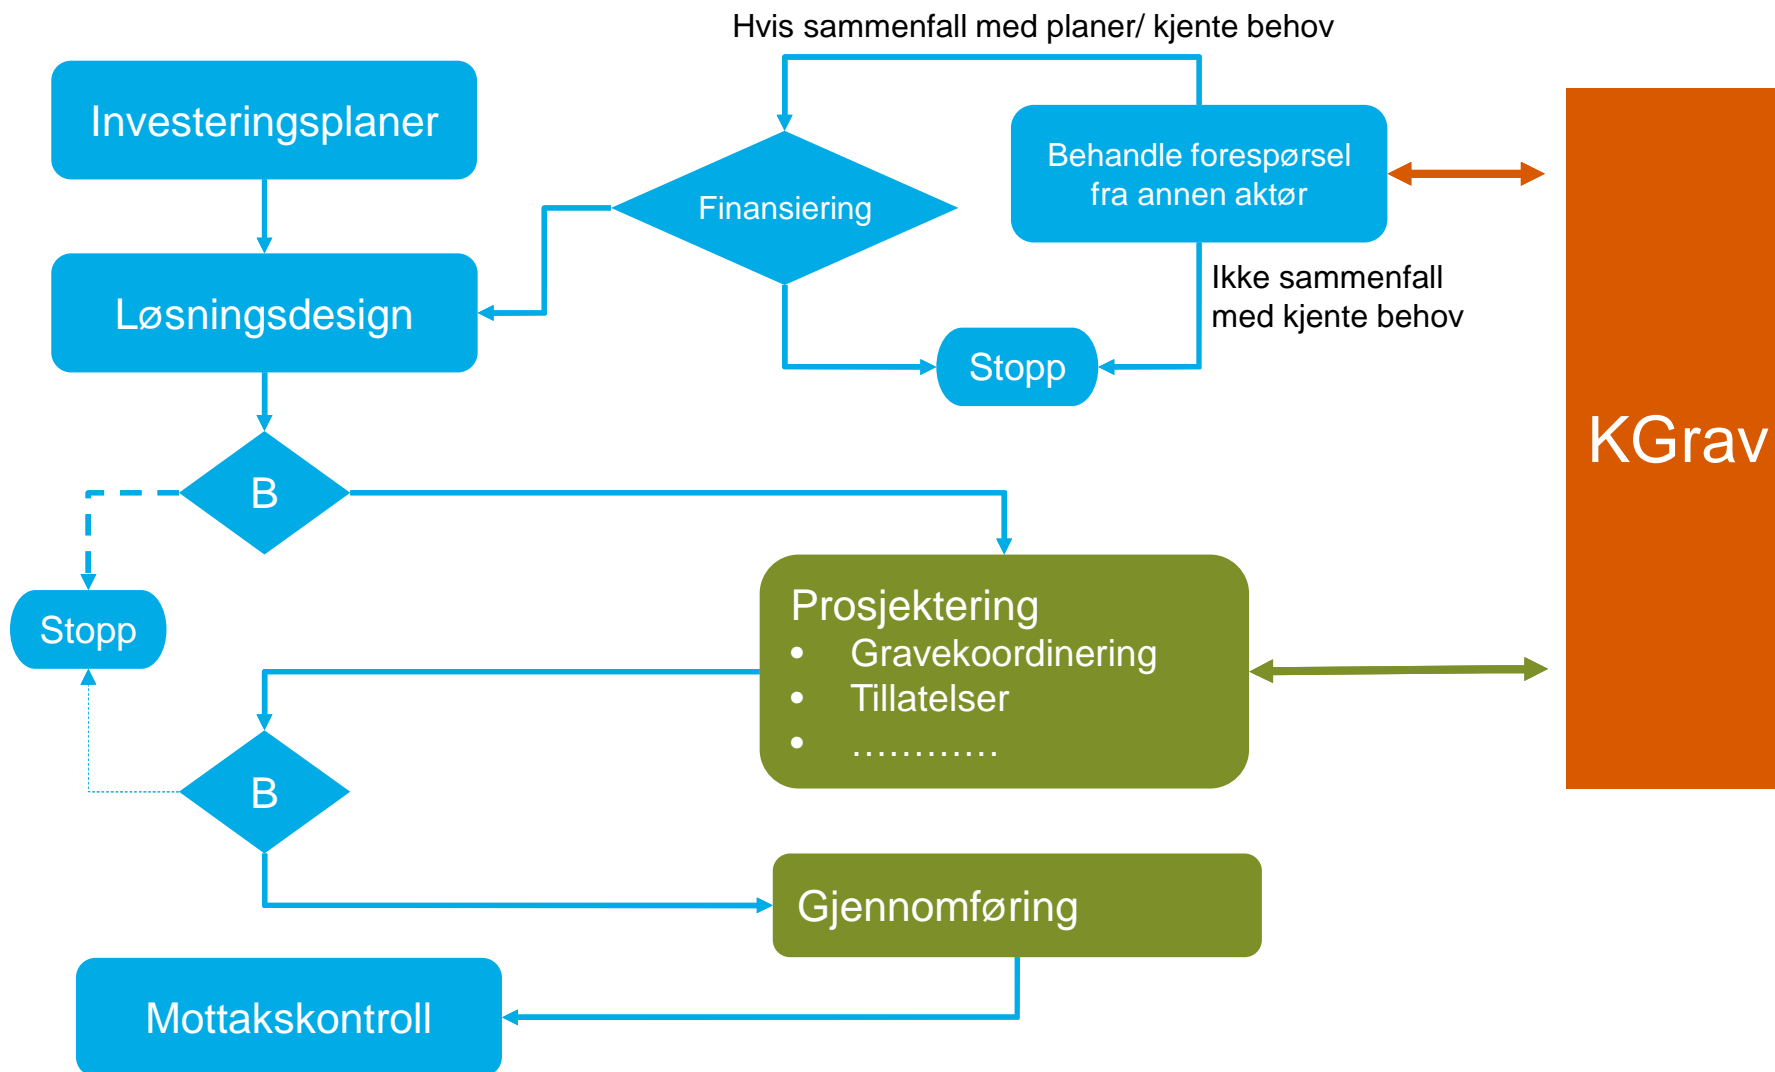 Hvis sammenfall med planer/ kjente behov
Investeringsplaner
Behandle forespørsel
fra annen aktør
Finansiering
Ikke sammenfall
med kjente behov
Løsningsdesign
Stopp
KGrav
B
Stopp
Prosjektering
• Gravekoordinering
• Tillatelser
• …………
B
Gjennomføring
Mottakskontroll